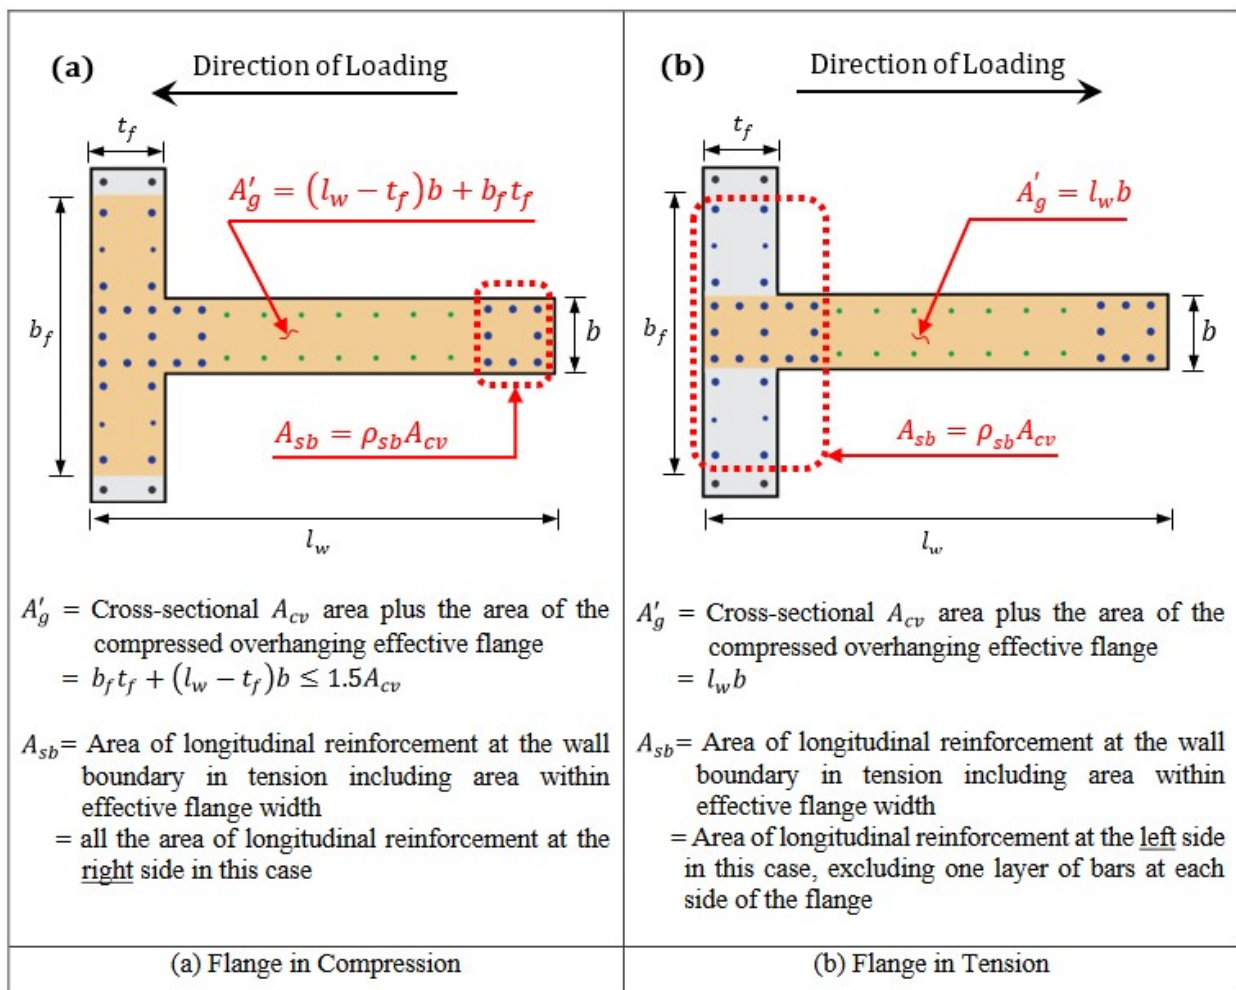 (a)
Direction of Loading
t_f
A'_g = (l_w − t_f)b + b_f t_f
b_f
b
A_sb = ρ_sb A_cv
l_w
A'_g = Cross-sectional A_cv area plus the area of the
compressed overhanging effective flange
= b_f t_f + (l_w − t_f)b ≤ 1.5A_cv
A_sb = Area of longitudinal reinforcement at the wall
boundary in tension including area within
effective flange width
= all the area of longitudinal reinforcement at the
right side in this case
(a) Flange in Compression
(b)
Direction of Loading
t_f
A'_g = l_w b
b_f
b
A_sb = ρ_sb A_cv
l_w
A'_g = Cross-sectional A_cv area plus the area of the
compressed overhanging effective flange
= l_w b
A_sb = Area of longitudinal reinforcement at the wall
boundary in tension including area within
effective flange width
= Area of longitudinal reinforcement at the left side
in this case, excluding one layer of bars at each
side of the flange
(b) Flange in Tension